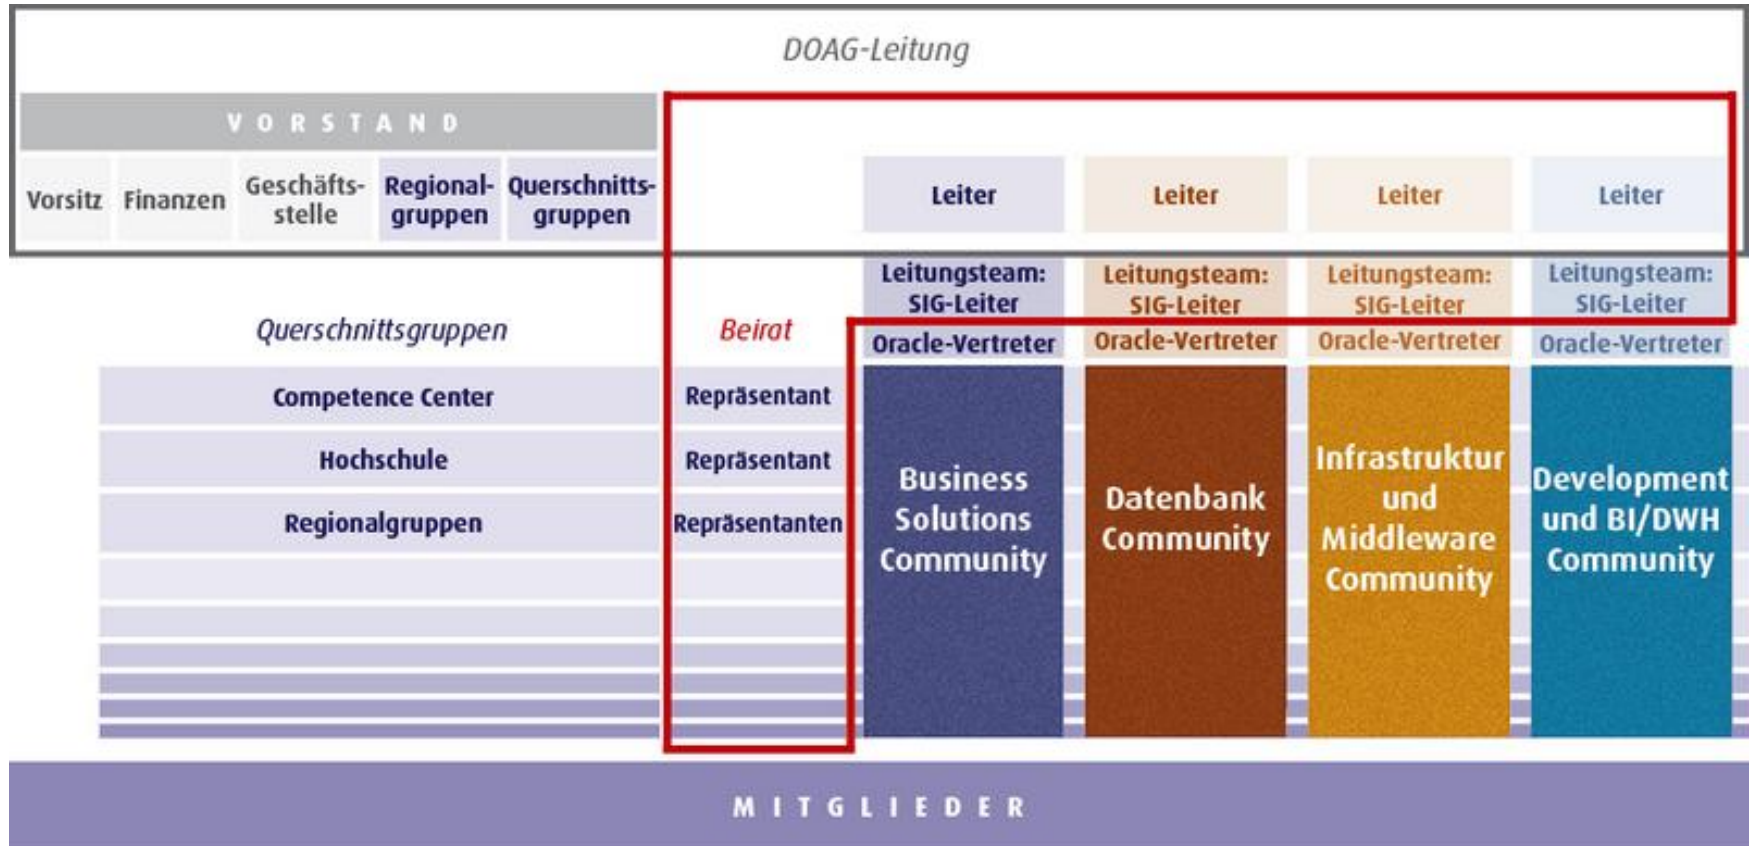 DOAG-Leitung
VORSTAND
Vorsitz
Finanzen
Geschäfts-
stelle
Regional-
gruppen
Querschnitts-
gruppen
Leiter
Leiter
Leiter
Leiter
Leitungsteam:
SIG-Leiter
Leitungsteam:
SIG-Leiter
Leitungsteam:
SIG-Leiter
Leitungsteam:
SIG-Leiter
Querschnittsgruppen
Beirat
Oracle-Vertreter
Oracle-Vertreter
Oracle-Vertreter
Oracle-Vertreter
Competence Center
Repräsentant
Hochschule
Repräsentant
Regionalgruppen
Repräsentanten
Business
Solutions
Community
Datenbank
Community
Infrastruktur
und
Middleware
Community
Development
und BI/DWH
Community
MITGLIEDER